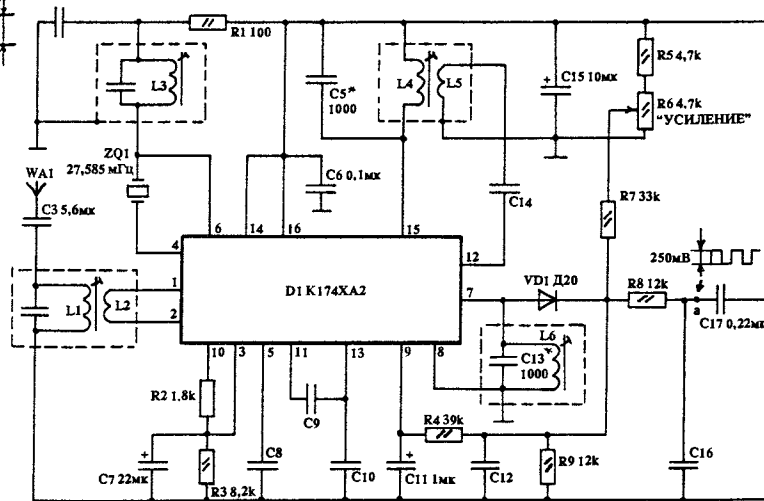 R1 100
L3
C5* 1000
L4
L5
C15 10мк
R5 4,7k
R6 4.7k
"УСИЛЕНИЕ"
ZQ1
27,585 мГц
WA1
C3 5,6мк
C6 0,1мк
C14
R7 33k
6
14
16
15
4
12
1
2
7
D1 К174ХА2
VD1 Д20
250мВ
R8 12k
a
C17 0,22мк
L1
L2
L6
C13*
1000
10
3
5
11
13
9
8
R2 1,8k
C9
R4 39k
C7 22мк
R3 8,2k
C8
C10
C11 1мк
C12
R9 12k
C16